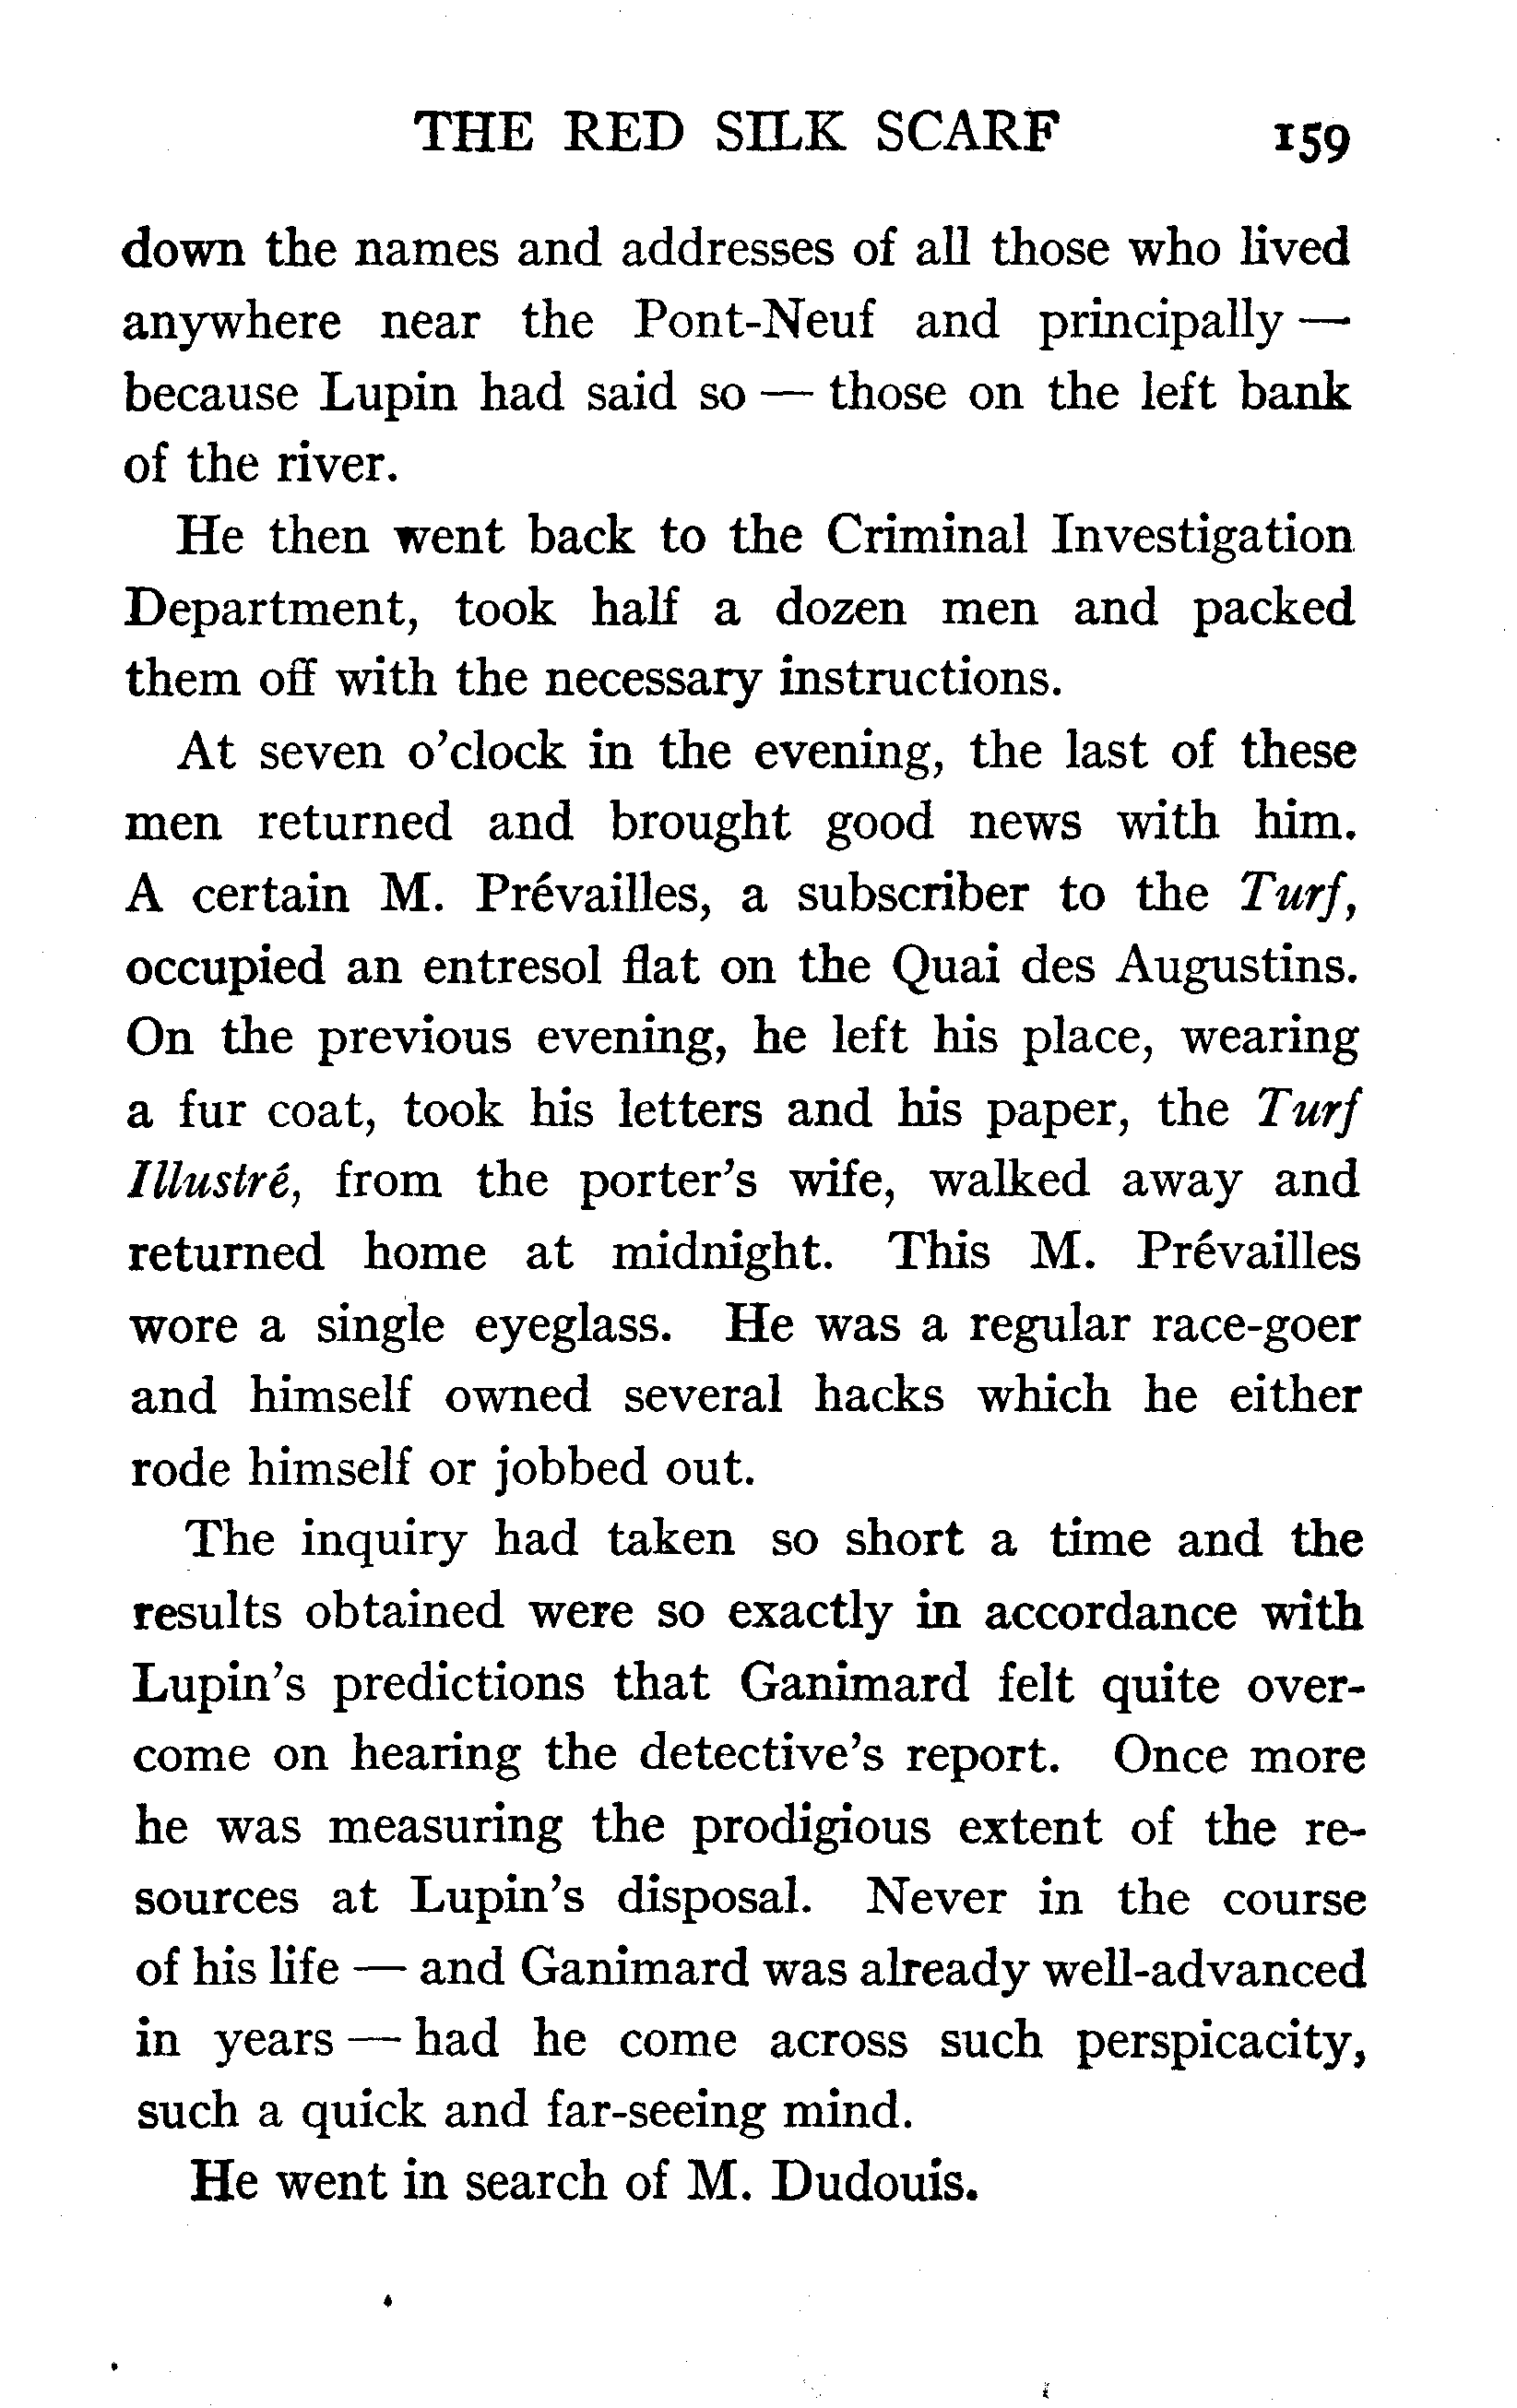 THE RED SILK SCARF 159
down the names and addresses of all those who lived
anywhere near the Pont-Neuf and principally —
because Lupin had said so — those on the left bank
of the river.
He then went back to the Criminal Investigation
Department, took half a dozen men and packed
them off with the necessary instructions.
At seven o'clock in the evening, the last of these
men returned and brought good news with him.
A certain M. Prévailles, a subscriber to the Turf,
occupied an entresol flat on the Quai des Augustins.
On the previous evening, he left his place, wearing
a fur coat, took his letters and his paper, the Turf
Illustré, from the porter's wife, walked away and
returned home at midnight. This M. Prévailles
wore a single eyeglass. He was a regular race-goer
and himself owned several hacks which he either
rode himself or jobbed out.
The inquiry had taken so short a time and the
results obtained were so exactly in accordance with
Lupin's predictions that Ganimard felt quite over-
come on hearing the detective's report. Once more
he was measuring the prodigious extent of the re-
sources at Lupin's disposal. Never in the course
of his life — and Ganimard was already well-advanced
in years — had he come across such perspicacity,
such a quick and far-seeing mind.
He went in search of M. Dudouis.